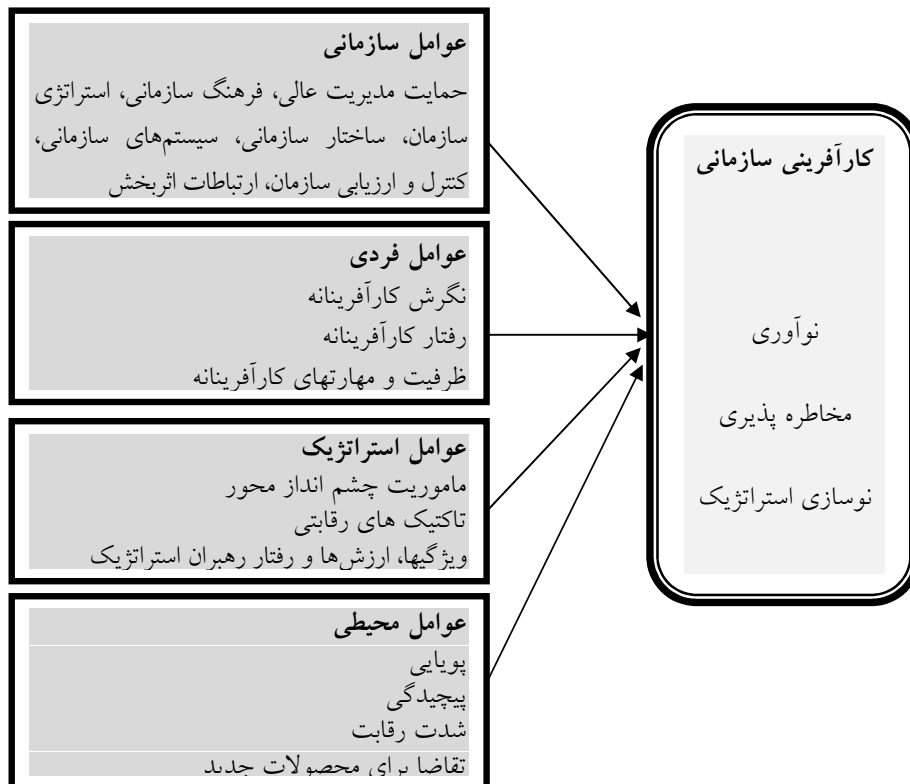 عوامل سازمانی
حمایت مدیریت عالی، فرهنگ سازمانی، استراتژی
سازمان، ساختار سازمانی، سیستم‌های سازمانی،
کنترل و ارزیابی سازمان، ارتباطات اثربخش
عوامل فردی
نگرش کارآفرینانه
رفتار کارآفرینانه
ظرفیت و مهارتهای کارآفرینانه
عوامل استراتژیک
ماموریت چشم انداز محور
تاکتیک های رقابتی
ویژگیها، ارزش‌ها و رفتار رهبران استراتژیک
عوامل محیطی
پویایی
پیچیدگی
شدت رقابت
تقاضا برای محصولات جدید
کارآفرینی سازمانی
نوآوری
مخاطره پذیری
نوسازی استراتژیک